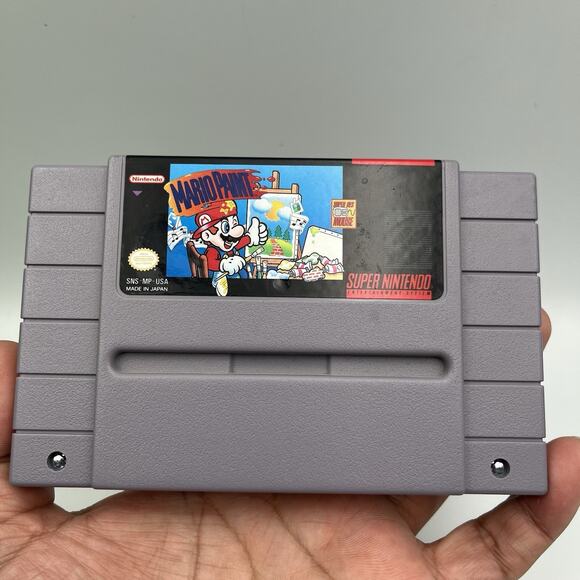 Nintendo
MARIO PAINT
SUPER NES
MOUSE
SNS-MP-USA
MADE IN JAPAN
SUPER NINTENDO
ENTERTAINMENT SYSTEM